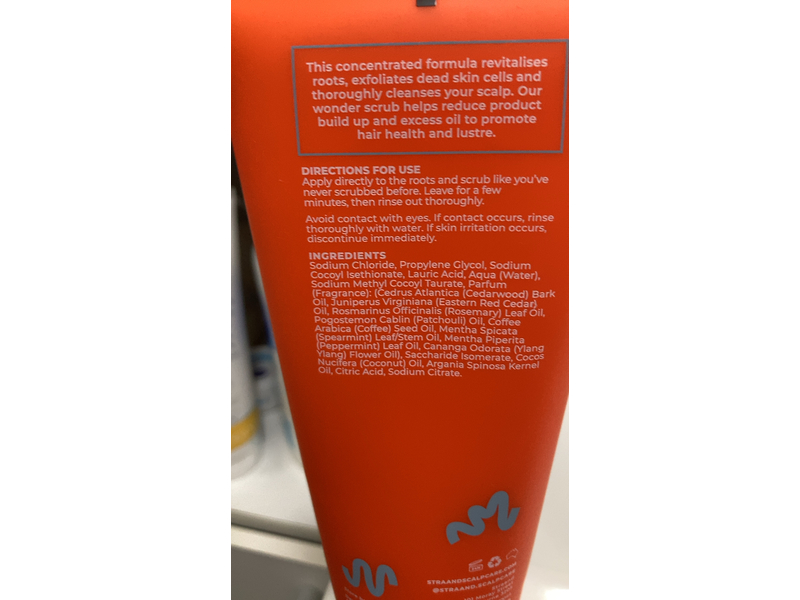 This concentrated formula revitalises
roots, exfoliates dead skin cells and
thoroughly cleanses your scalp. Our
wonder scrub helps reduce product
build up and excess oil to promote
hair health and lustre.
DIRECTIONS FOR USE
Apply directly to the roots and scrub like you've
never scrubbed before. Leave for a few
minutes, then rinse out thoroughly.
Avoid contact with eyes. If contact occurs, rinse
thoroughly with water. If skin irritation occurs,
discontinue immediately.
INGREDIENTS
Sodium Chloride, Propylene Glycol, Sodium
Cocoyl Isethionate, Lauric Acid, Aqua (Water),
Sodium Methyl Cocoyl Taurate, Parfum
(Fragrance): (Cedrus Atlantica (Cedarwood) Bark
Oil, Juniperus Virginiana (Eastern Red Cedar)
Oil, Rosmarinus Officinalis (Rosemary) Leaf Oil,
Pogostemon Cablin (Patchouli) Oil, Coffee
Arabica (Coffee) Seed Oil, Mentha Spicata
(Spearmint) Leaf/Stem Oil, Mentha Piperita
(Peppermint) Leaf Oil, Cananga Odorata (Ylang
Ylang) Flower Oil), Saccharide Isomerate, Cocos
Nucifera (Coconut) Oil, Argania Spinosa Kernel
Oil, Citric Acid, Sodium Citrate.
STRAANDSCALPCARE.COM
@STRAAND.SCALPCARE